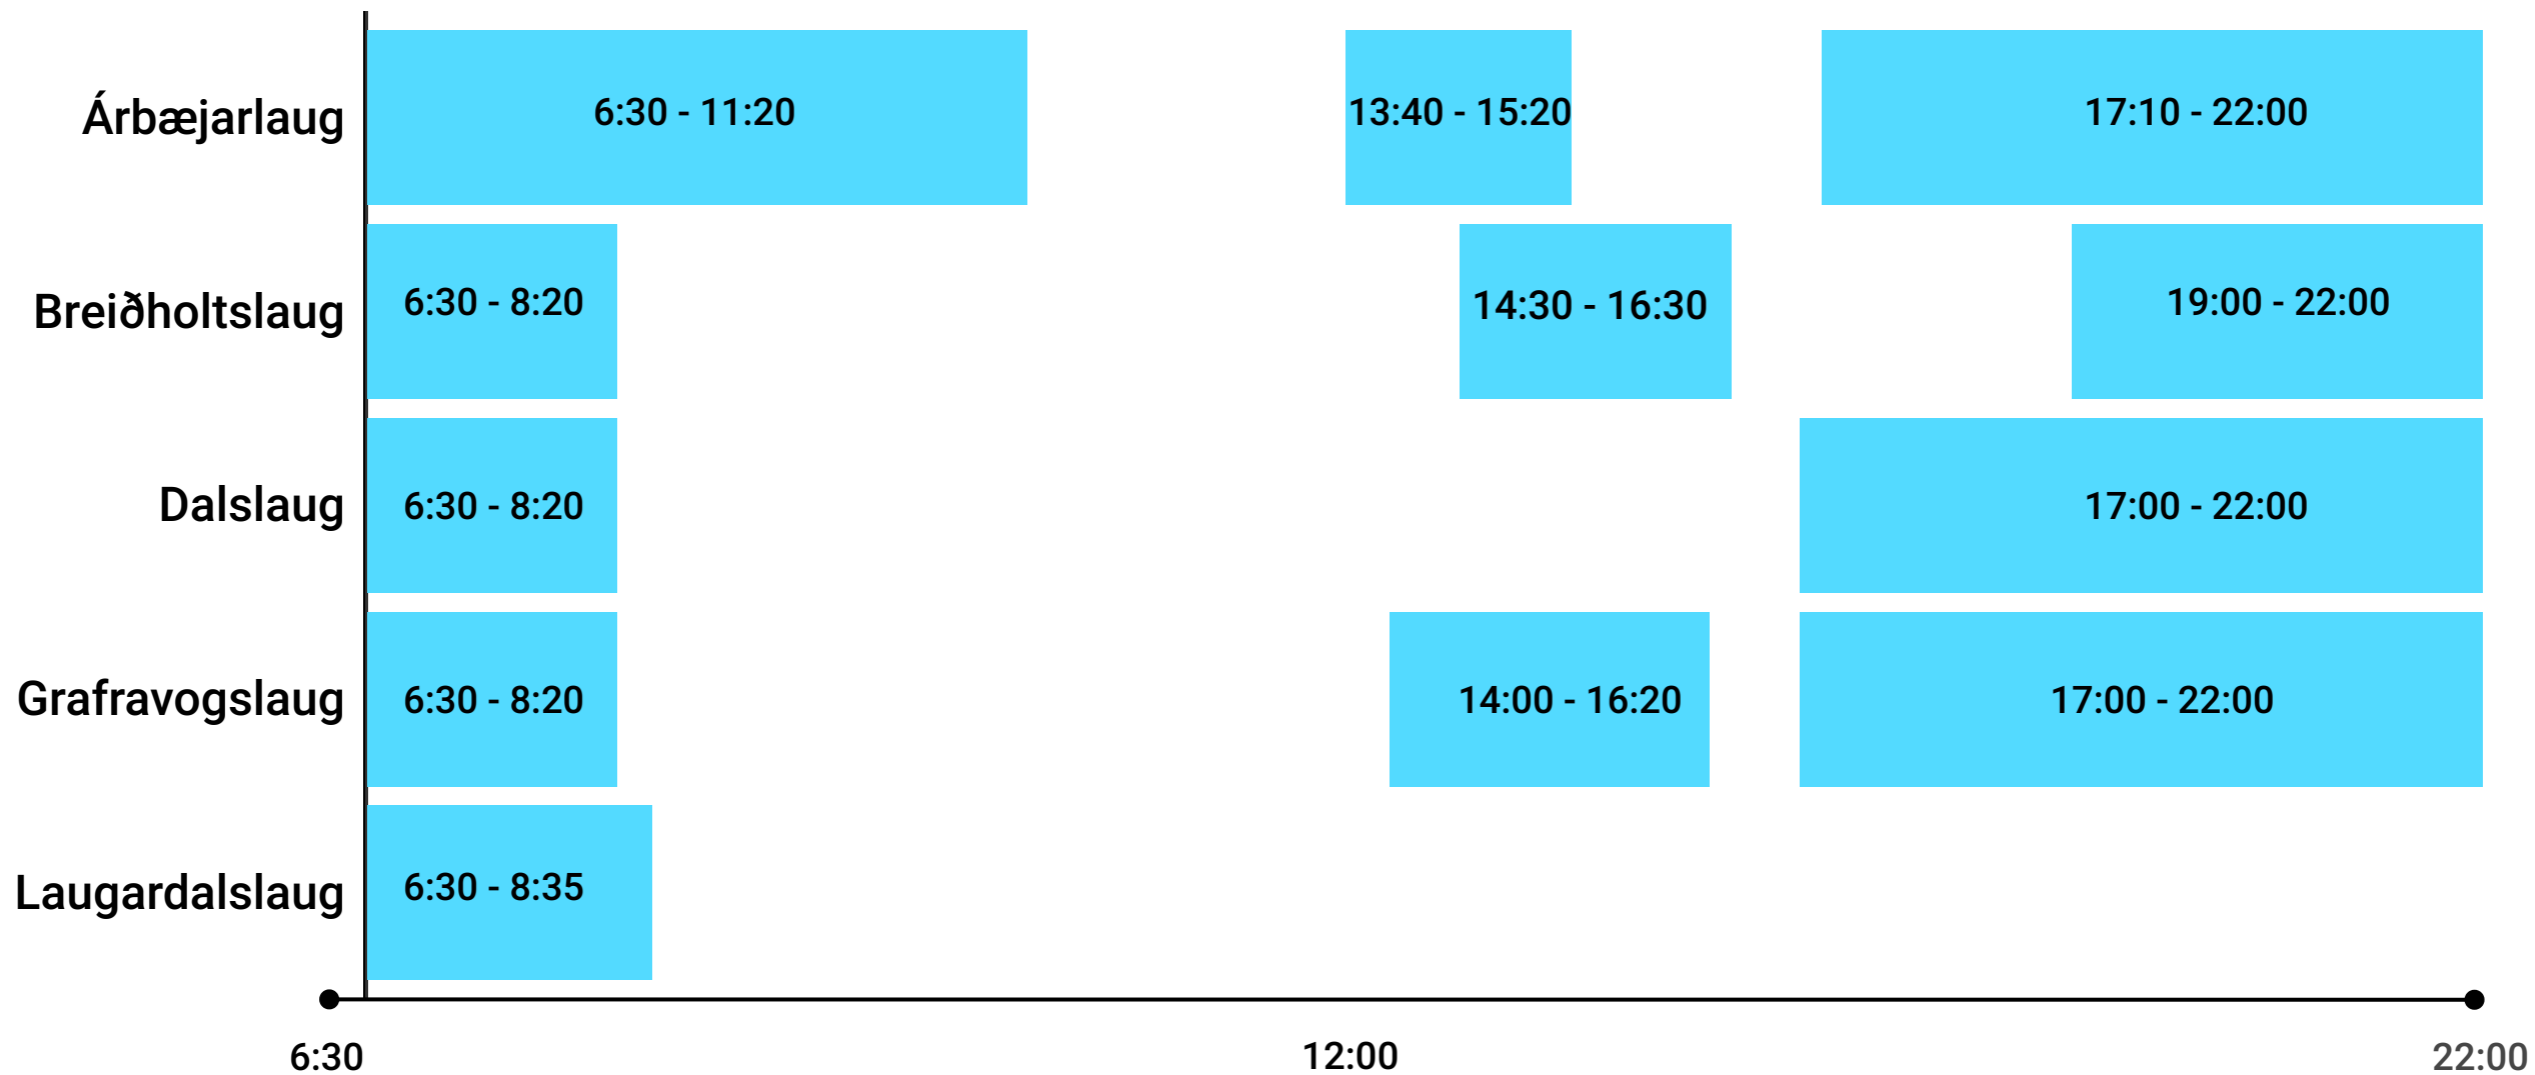 Árbæjarlaug
6:30 - 11:20
13:40 - 15:20
17:10 - 22:00
Breiðholtslaug
6:30 - 8:20
14:30 - 16:30
19:00 - 22:00
Dalslaug
6:30 - 8:20
17:00 - 22:00
Grafravogslaug
6:30 - 8:20
14:00 - 16:20
17:00 - 22:00
Laugardalslaug
6:30 - 8:35
6:30
12:00
22:00